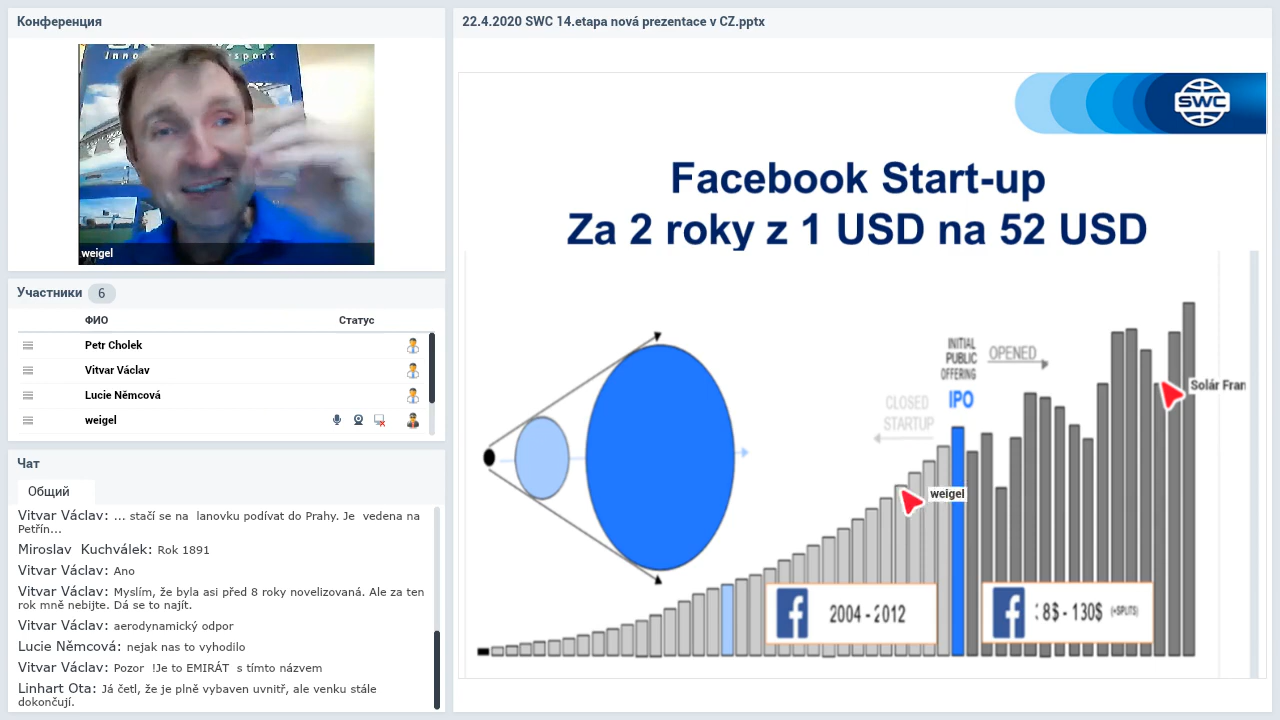 Конференция
SKYWAY
weigel
Участники 6
ФИО Статус
Petr Cholek
Vitvar Václav
Lucie Němcová
weigel
Чат
Общий
Vitvar Václav: ... stačí se na lanovku podívat do Prahy. Je vedena na
Petřín...
Miroslav Kuchválek: Rok 1891
Vitvar Václav: Ano
Vitvar Václav: Myslím, že byla asi před 8 roky novelizovaná. Ale za ten
rok mně nebijte. Dá se to najít.
Vitvar Václav: aerodynamický odpor
Lucie Němcová: nejak nas to vyhodilo
Vitvar Václav: Pozor !Je to EMIRÁT s tímto názvem
Linhart Ota: Já četl, že je plně vybaven uvnitř, ale venku stále
dokončují.
22.4.2020 SWC 14.etapa nová prezentace v CZ.pptx
SWC
Facebook Start-up
Za 2 roky z 1 USD na 52 USD
INITIAL
PUBLIC
OFFERING
IPO
OPENED
CLOSED
STARTUP
Solár Fran
weigel
2004 - 2012
8$ - 130$ (+SPLITS)